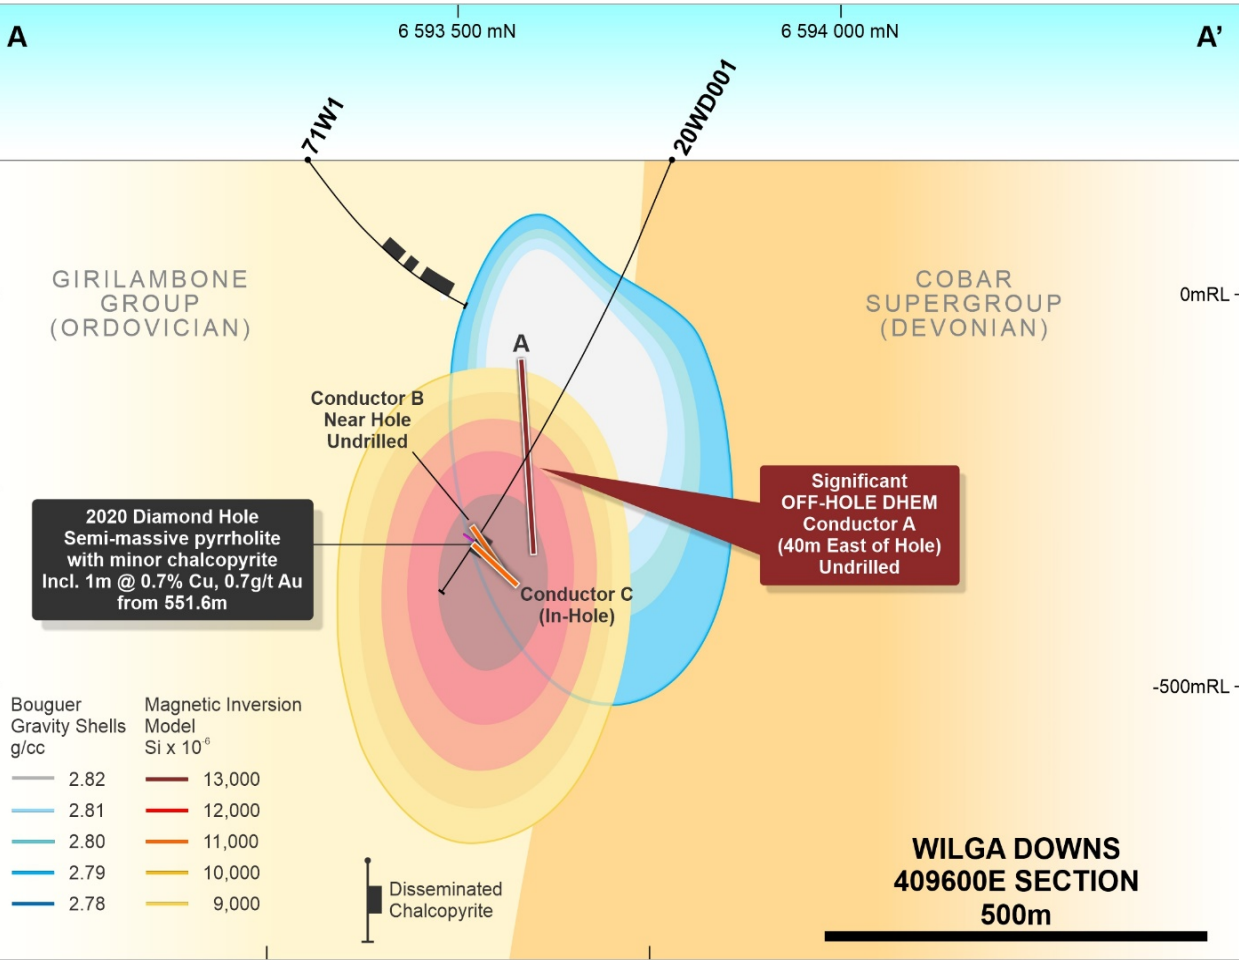 A
6 593 500 mN
6 594 000 mN
A’
71W1
20WD001
GIRILAMBONE
GROUP
(ORDOVICIAN)
COBAR
SUPERGROUP
(DEVONIAN)
0mRL
A
Conductor B
Near Hole
Undrilled
Significant
OFF-HOLE DHEM
Conductor A
(40m East of Hole)
Undrilled
2020 Diamond Hole
Semi-massive pyrrholite
with minor chalcopyrite
Incl. 1m @ 0.7% Cu, 0.7g/t Au
from 551.6m
Conductor C
(In-Hole)
-500mRL
Bouguer
Gravity Shells
g/cc
2.82
2.81
2.80
2.79
2.78
Magnetic Inversion
Model
Si x 10⁻⁶
13,000
12,000
11,000
10,000
9,000
Disseminated
Chalcopyrite
WILGA DOWNS
409600E SECTION
500m